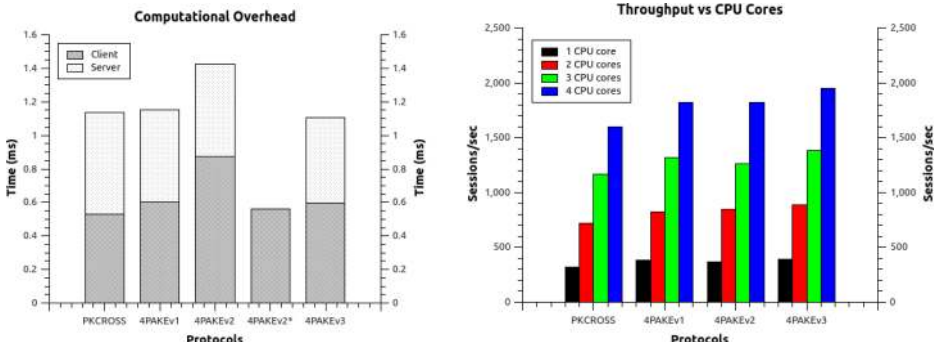 Computational Overhead
Client
Server
Time (ms)
1.6
1.4
1.2
1
0.8
0.6
0.4
0.2
0
1.6
1.4
1.2
1
0.8
0.6
0.4
0.2
0
Time (ms)
PKCROSS 4PAKEv1 4PAKEv2 4PAKEv2* 4PAKEv3
Protocols
Throughput vs CPU Cores
1 CPU core
2 CPU cores
3 CPU cores
4 CPU cores
Sessions/sec
2,500
2,000
1,500
1,000
500
0
2,500
2,000
1,500
1,000
500
0
Sessions/sec
PKCROSS 4PAKEv1 4PAKEv2 4PAKEv3
Protocols